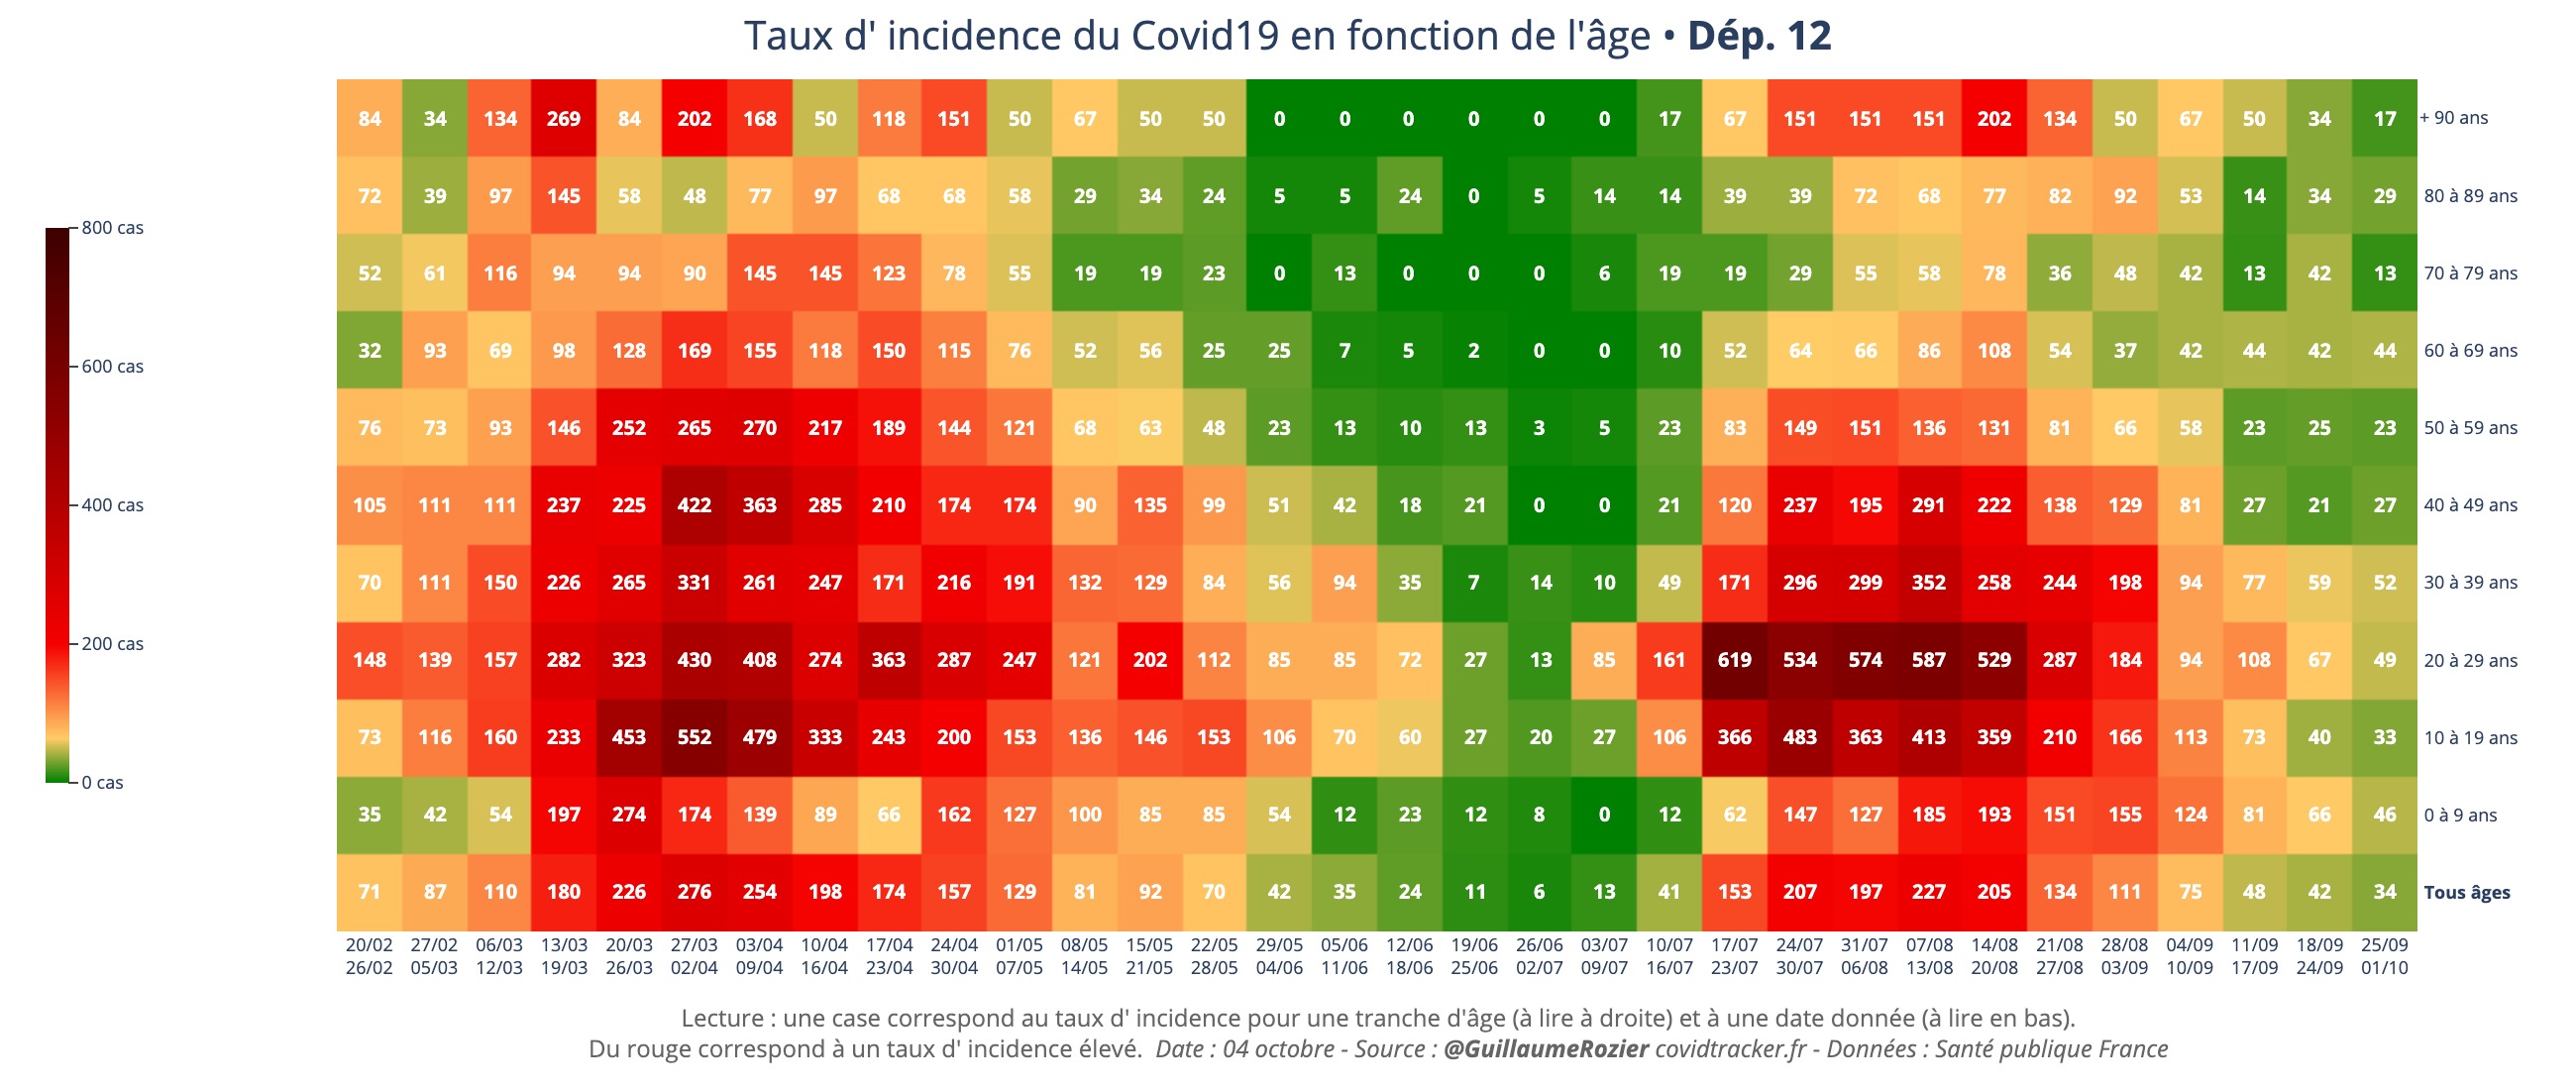 Taux d' incidence du Covid19 en fonction de l'âge • Dép. 12
84 34 134 269 84 202 168 50 118 151 50 67 50 50 0 0 0 0 0 0 17 67 151 151 151 202 134 50 67 50 34 17 + 90 ans
72 39 97 145 58 48 77 97 68 68 58 29 34 24 5 5 24 0 5 14 14 39 39 72 68 77 82 92 53 14 34 29 80 à 89 ans
52 61 116 94 94 90 145 145 123 78 55 19 19 23 0 13 0 0 0 6 19 19 29 55 58 78 36 48 42 13 42 13 70 à 79 ans
32 93 69 98 128 169 155 118 150 115 76 52 56 25 25 7 5 2 0 0 10 52 64 66 86 108 54 37 42 44 42 44 60 à 69 ans
76 73 93 146 252 265 270 217 189 144 121 68 63 48 23 13 10 13 3 5 23 83 149 151 136 131 81 66 58 23 25 23 50 à 59 ans
105 111 111 237 225 422 363 285 210 174 174 90 135 99 51 42 18 21 0 0 21 120 237 195 291 222 138 129 81 27 21 27 40 à 49 ans
70 111 150 226 265 331 261 247 171 216 191 132 129 84 56 94 35 7 14 10 49 171 296 299 352 258 244 198 94 77 59 52 30 à 39 ans
148 139 157 282 323 430 408 274 363 287 247 121 202 112 85 85 72 27 13 85 161 619 534 574 587 529 287 184 94 108 67 49 20 à 29 ans
73 116 160 233 453 552 479 333 243 200 153 136 146 153 106 70 60 27 20 27 106 366 483 363 413 359 210 166 113 73 40 33 10 à 19 ans
35 42 54 197 274 174 139 89 66 162 127 100 85 85 54 12 23 12 8 0 12 62 147 127 185 193 151 155 124 81 66 46 0 à 9 ans
71 87 110 180 226 276 254 198 174 157 129 81 92 70 42 35 24 11 6 13 41 153 207 197 227 205 134 111 75 48 42 34 Tous âges
20/02 27/02 06/03 13/03 20/03 27/03 03/04 10/04 17/04 24/04 01/05 08/05 15/05 22/05 29/05 05/06 12/06 19/06 26/06 03/07 10/07 17/07 24/07 31/07 07/08 14/08 21/08 28/08 04/09 11/09 18/09 25/09
26/02 05/03 12/03 19/03 26/03 02/04 09/04 16/04 23/04 30/04 07/05 14/05 21/05 28/05 04/06 11/06 18/06 25/06 02/07 09/07 16/07 23/07 30/07 06/08 13/08 20/08 27/08 03/09 10/09 17/09 24/09 01/10
800 cas
600 cas
400 cas
200 cas
0 cas
Lecture : une case correspond au taux d' incidence pour une tranche d'âge (à lire à droite) et à une date donnée (à lire en bas).
Du rouge correspond à un taux d' incidence élevé. Date : 04 octobre - Source : @GuillaumeRozier covidtracker.fr - Données : Santé publique France